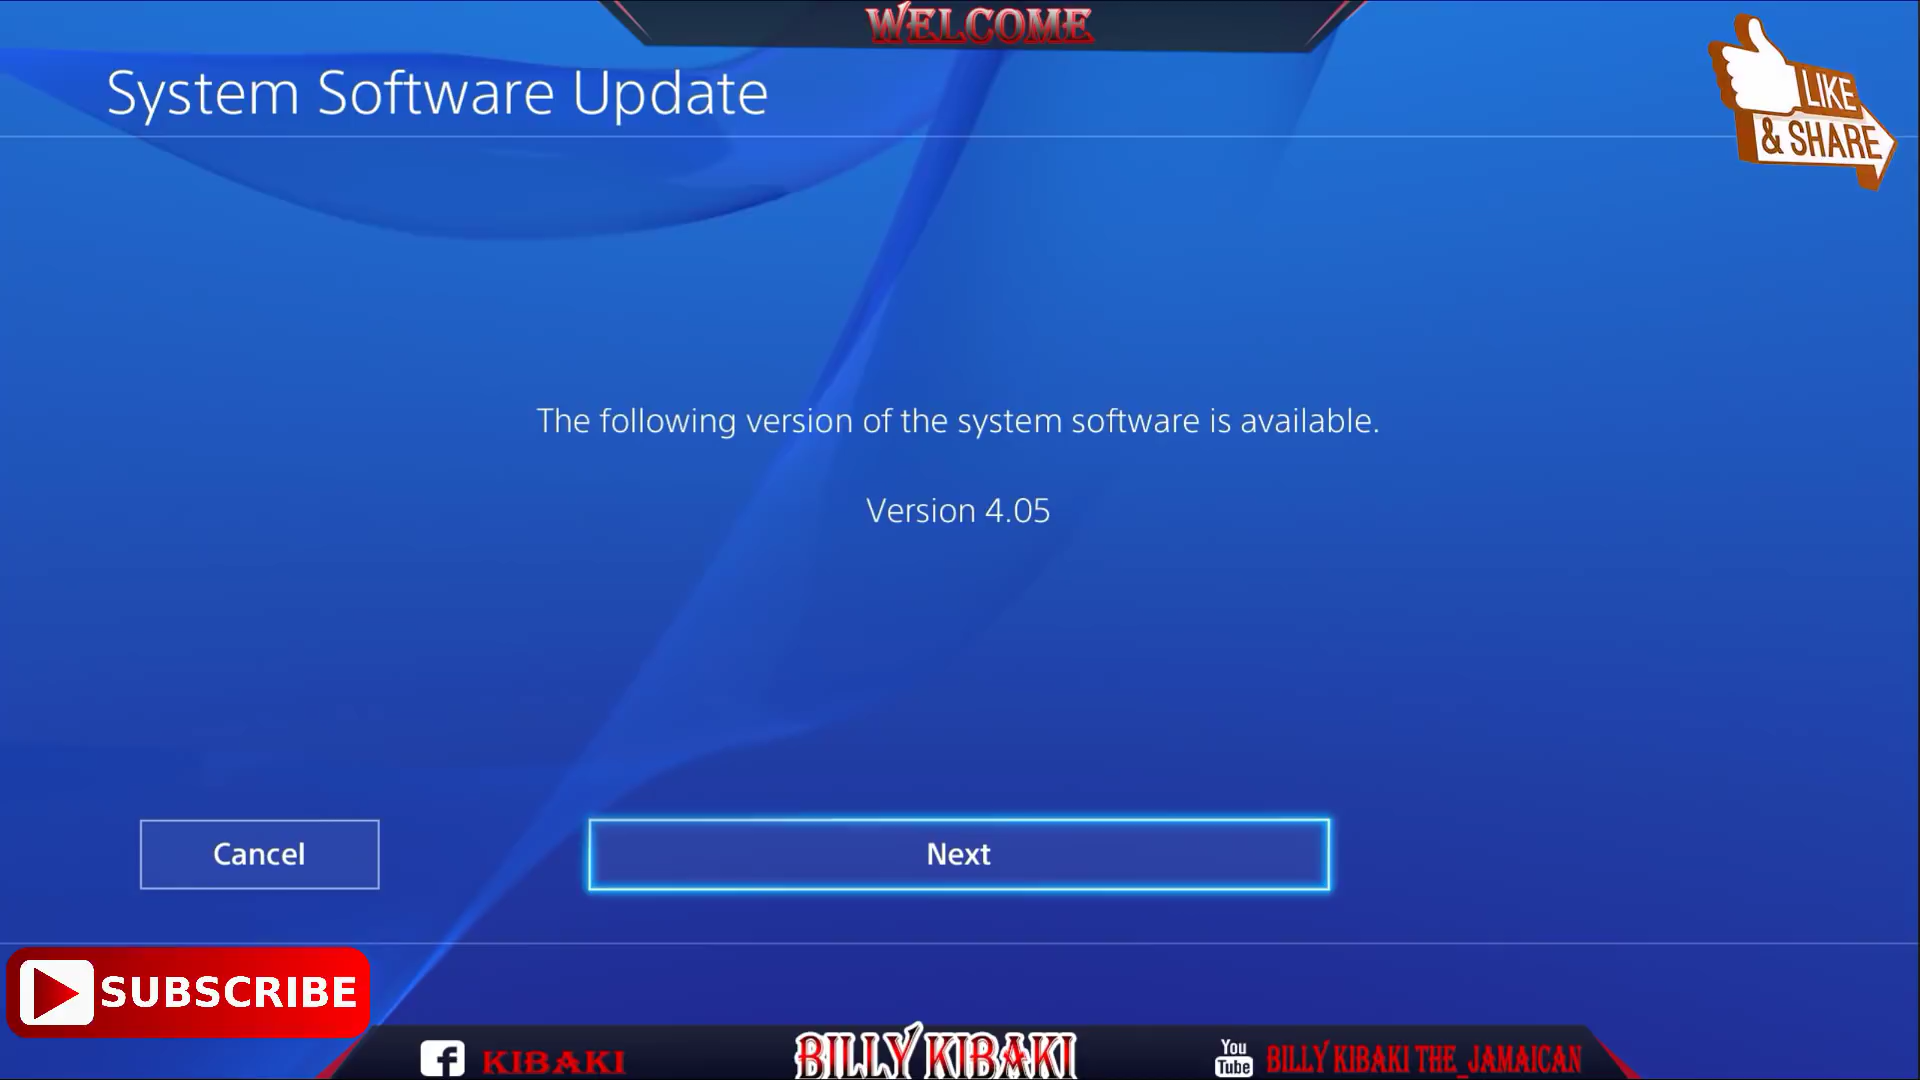 WELCOME
System Software Update
LIKE
& SHARE
The following version of the system software is available.
Version 4.05
Cancel
Next
SUBSCRIBE
KIBAKI
BILLY KIBAKI
You
Tube
BILLY KIBAKI THE_JAMAICAN